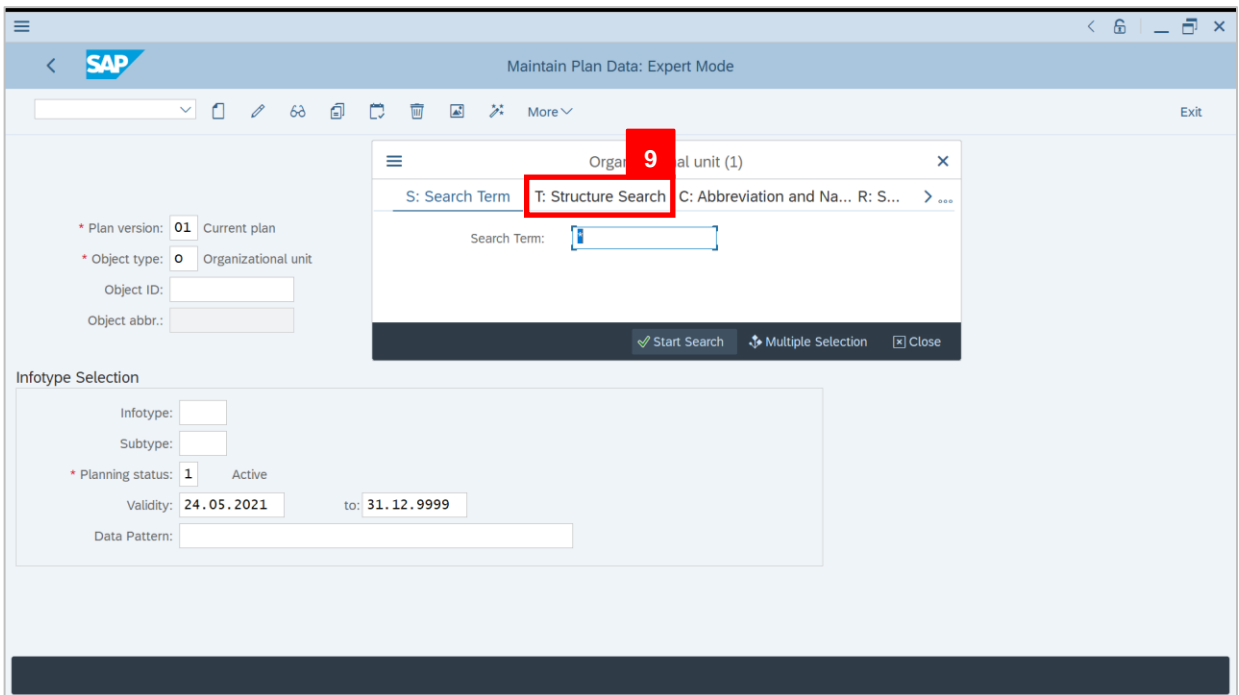 SAP
Maintain Plan Data: Expert Mode
More
Exit
9
Orga al unit (1)
S: Search Term T: Structure Search C: Abbreviation and Na... R: S... ...
Search Term: *
* Plan version: 01 Current plan
* Object type: O Organizational unit
Object ID:
Object abbr.:
Start Search Multiple Selection Close
Infotype Selection
Infotype:
Subtype:
* Planning status: 1 Active
Validity: 24.05.2021 to: 31.12.9999
Data Pattern: